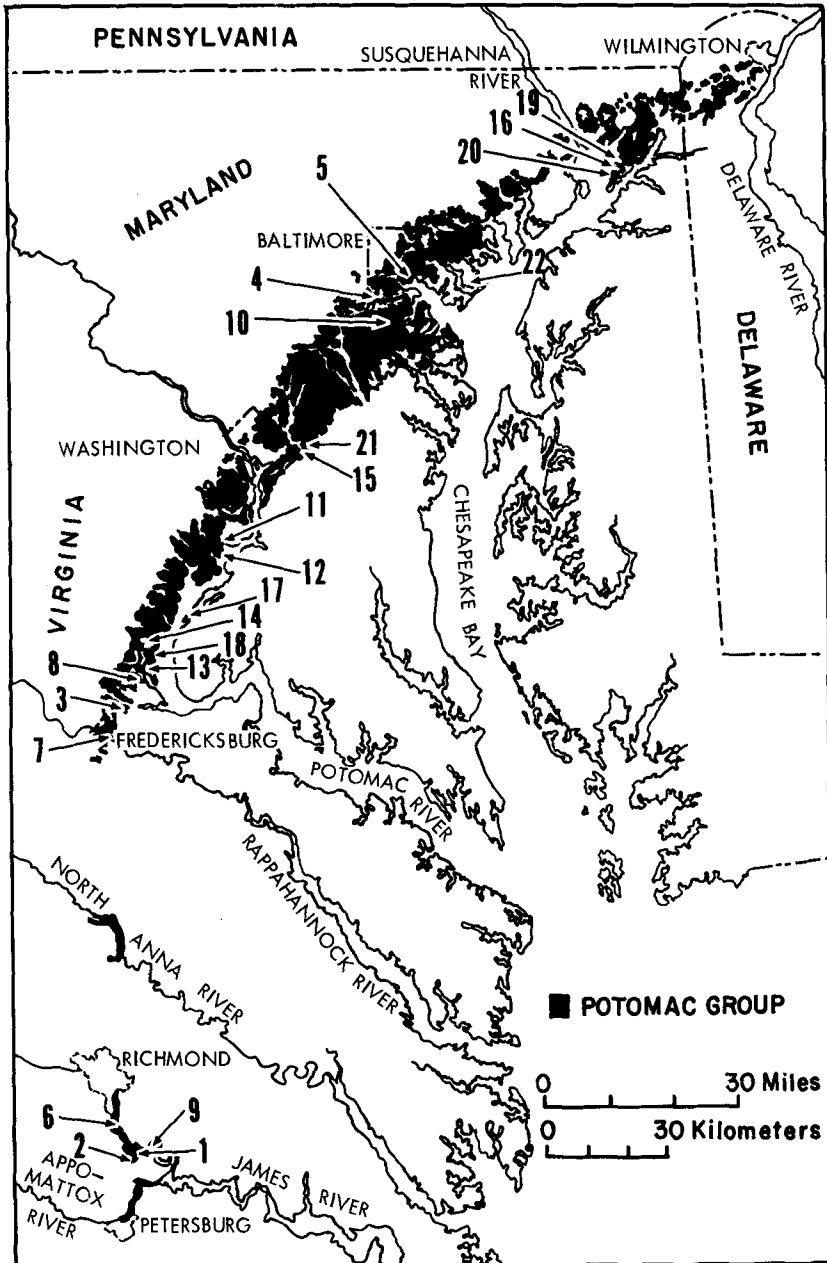 PENNSYLVANIA
SUSQUEHANNA
RIVER
WILMINGTON
19
16
20
5
MARYLAND
BALTIMORE
DELAWARE RIVER
4
22
10
DELAWARE
WASHINGTON
21
15
11
CHESAPEAKE BAY
VIRGINIA
12
17
14
18
8
13
3
7
FREDERICKSBURG
POTOMAC
RIVER
RAPPAHANNOCK RIVER
NORTH
ANNA RIVER
POTOMAC GROUP
RICHMOND
0 30 Miles
6
9
0 30 Kilometers
2
1
APPO-
MATTOX
RIVER
JAMES
RIVER
PETERSBURG